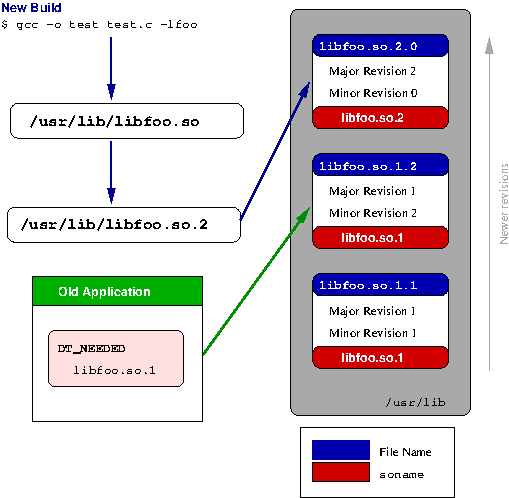 New Build
$ gcc -o test test.c -lfoo
/usr/lib/libfoo.so
/usr/lib/libfoo.so.2
Old Application
DT_NEEDED
libfoo.so.1
libfoo.so.2.0
Major Revision 2
Minor Revision 0
libfoo.so.2
libfoo.so.1.2
Major Revision 1
Minor Revision 2
libfoo.so.1
libfoo.so.1.1
Major Revision 1
Minor Revision 1
libfoo.so.1
/usr/lib
Newer revisions
File Name
soname